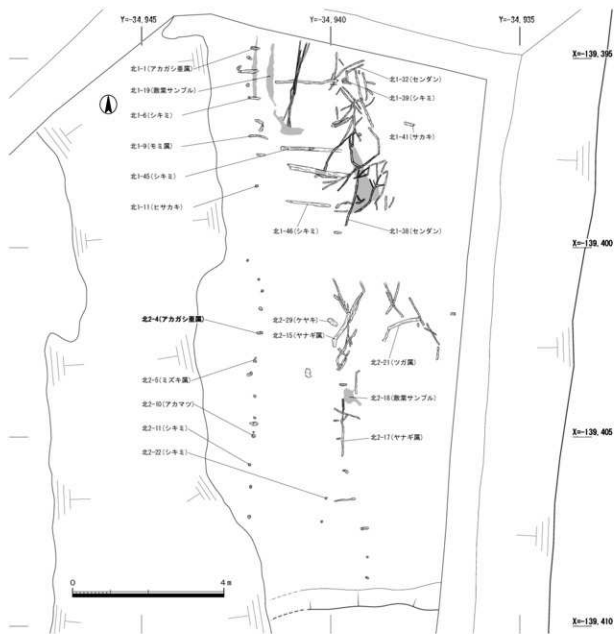 Y=-34,945
Y=-34,940
Y=-34,935
X=-139,395
北1-1(アカガシ亜属)
北1-19(敷葉サンプル)
北1-6(シキミ)
北1-9(モミ属)
北1-45(シキミ)
北1-11(ヒサカキ)
北1-46(シキミ)
北1-32(センダン)
北1-39(シキミ)
北1-41(サカキ)
北1-38(センダン)
X=-139,400
北2-4(アカガシ亜属)
北2-29(ケヤキ)
北2-15(ヤナギ属)
北2-21(ツガ属)
北2-5(ミズキ属)
北2-18(敷葉サンプル)
北2-10(アカマツ)
X=-139,405
北2-11(シキミ)
北2-17(ヤナギ属)
北2-22(シキミ)
0
4m
X=-139,410